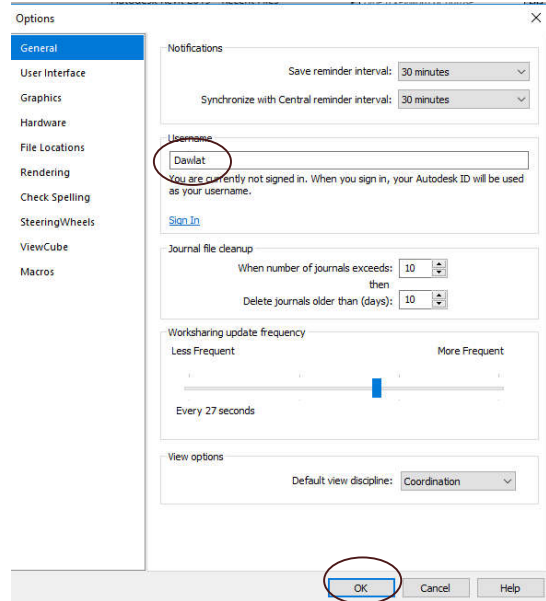 Options
General
User Interface
Graphics
Hardware
File Locations
Rendering
Check Spelling
SteeringWheels
ViewCube
Macros
Notifications
Save reminder interval: 30 minutes
Synchronize with Central reminder interval: 30 minutes
Username
Dawlat
You are currently not signed in. When you sign in, your Autodesk ID will be used
as your username.
Sign In
Journal file cleanup
When number of journals exceeds: 10
then
Delete journals older than (days): 10
Worksharing update frequency
Less Frequent More Frequent
Every 27 seconds
View options
Default view discipline: Coordination
OK Cancel Help